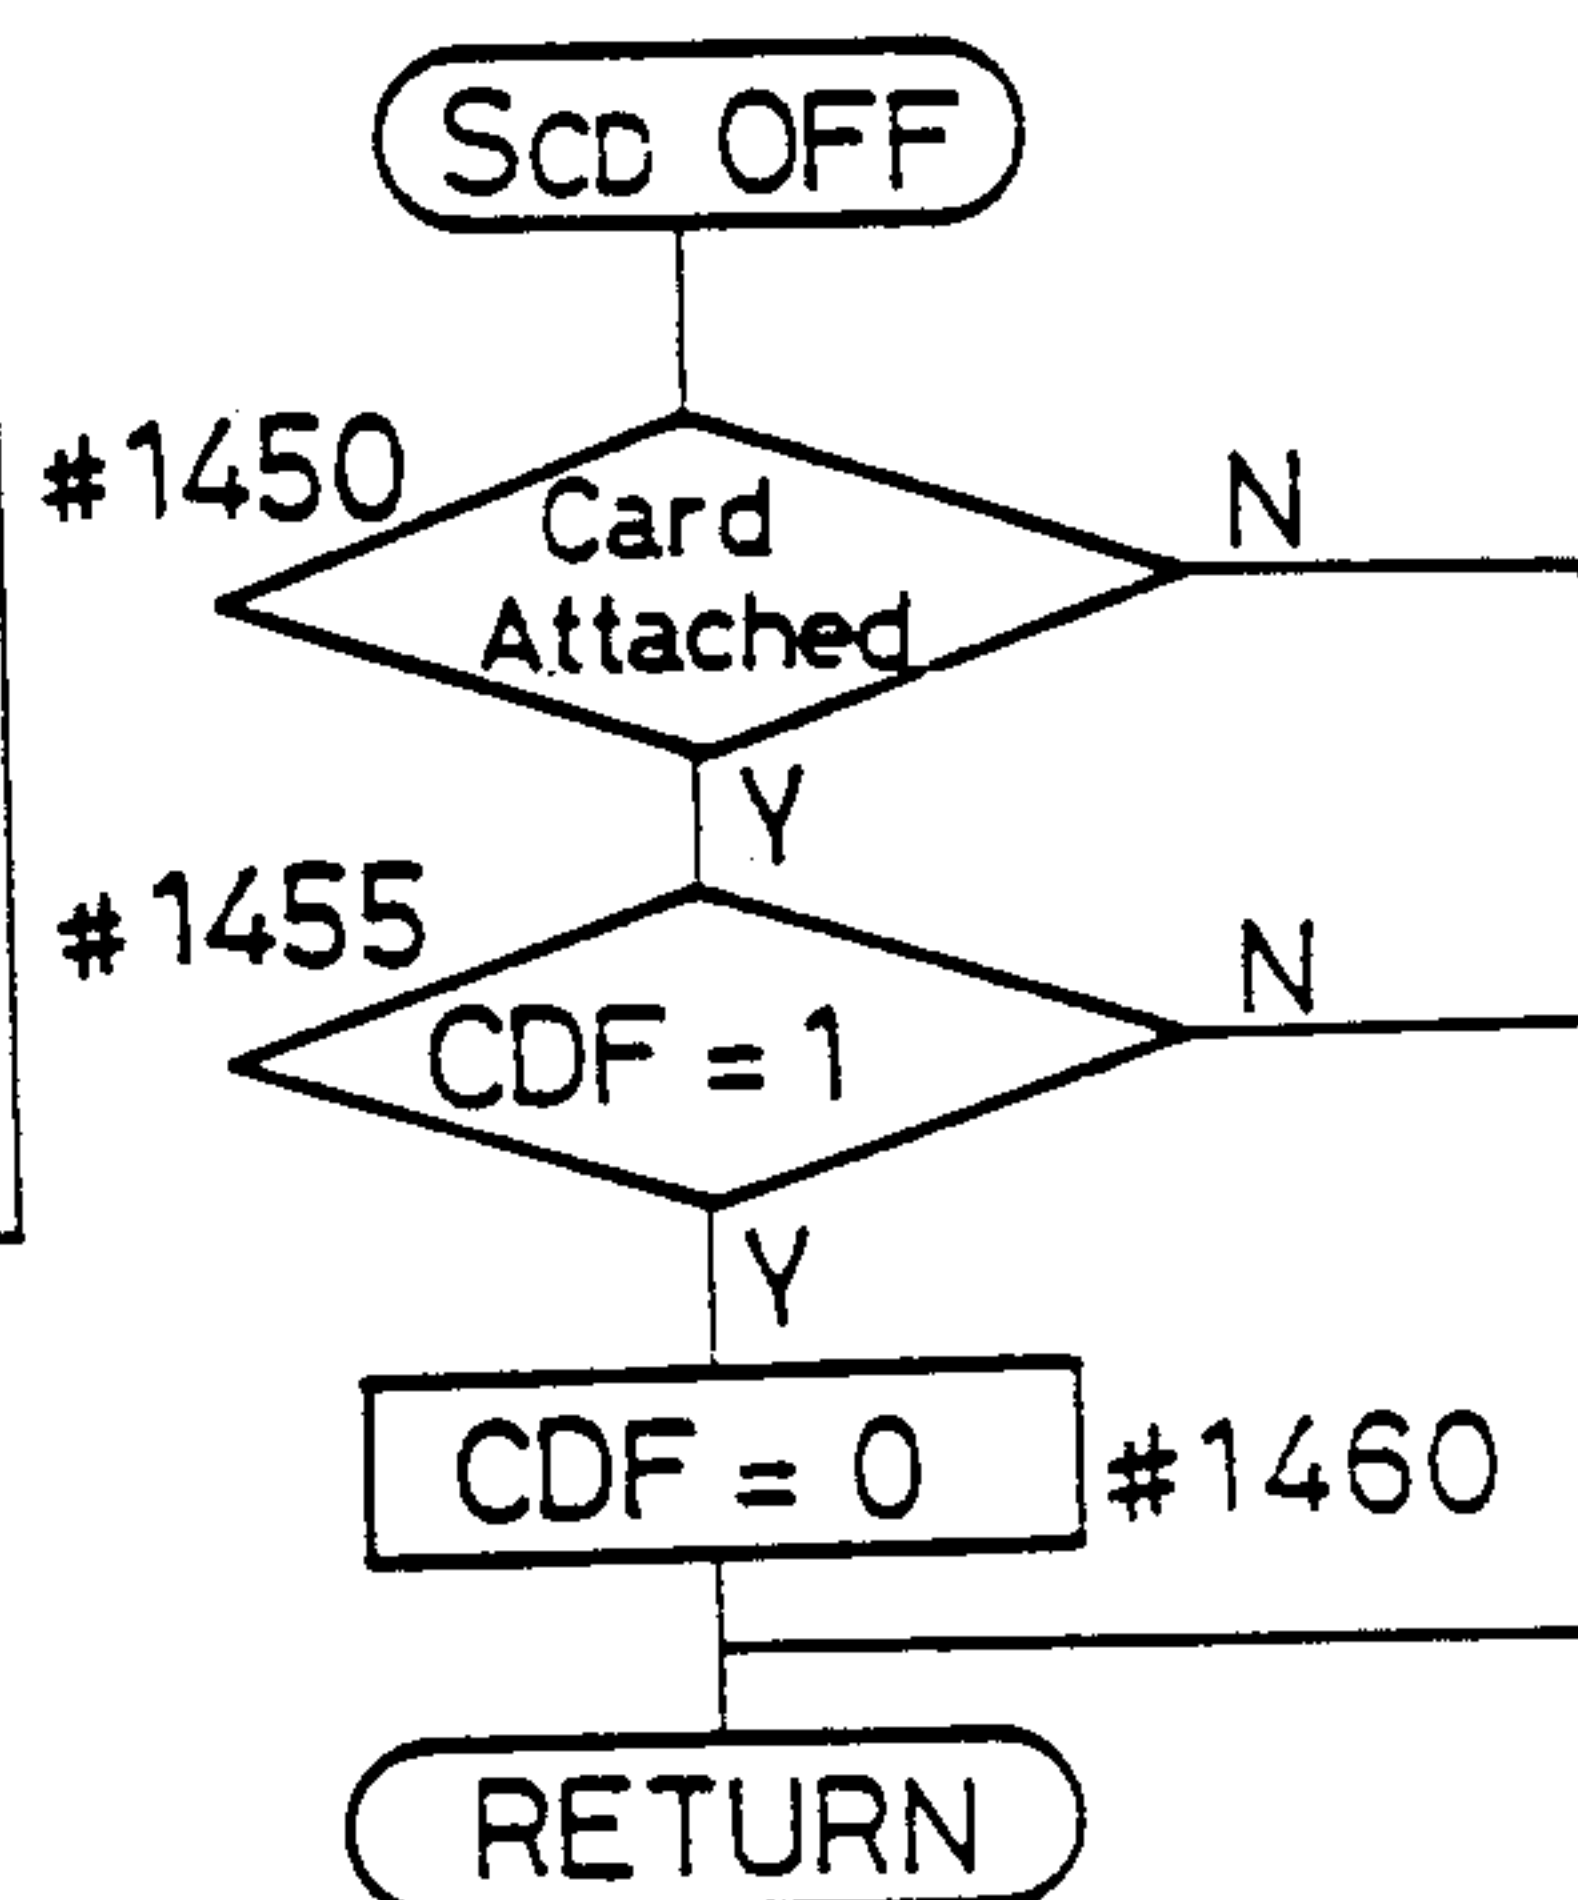 SCD OFF
#1450
Card
Attached
N
Y
#1455
CDF = 1
N
Y
CDF = 0
#1460
RETURN